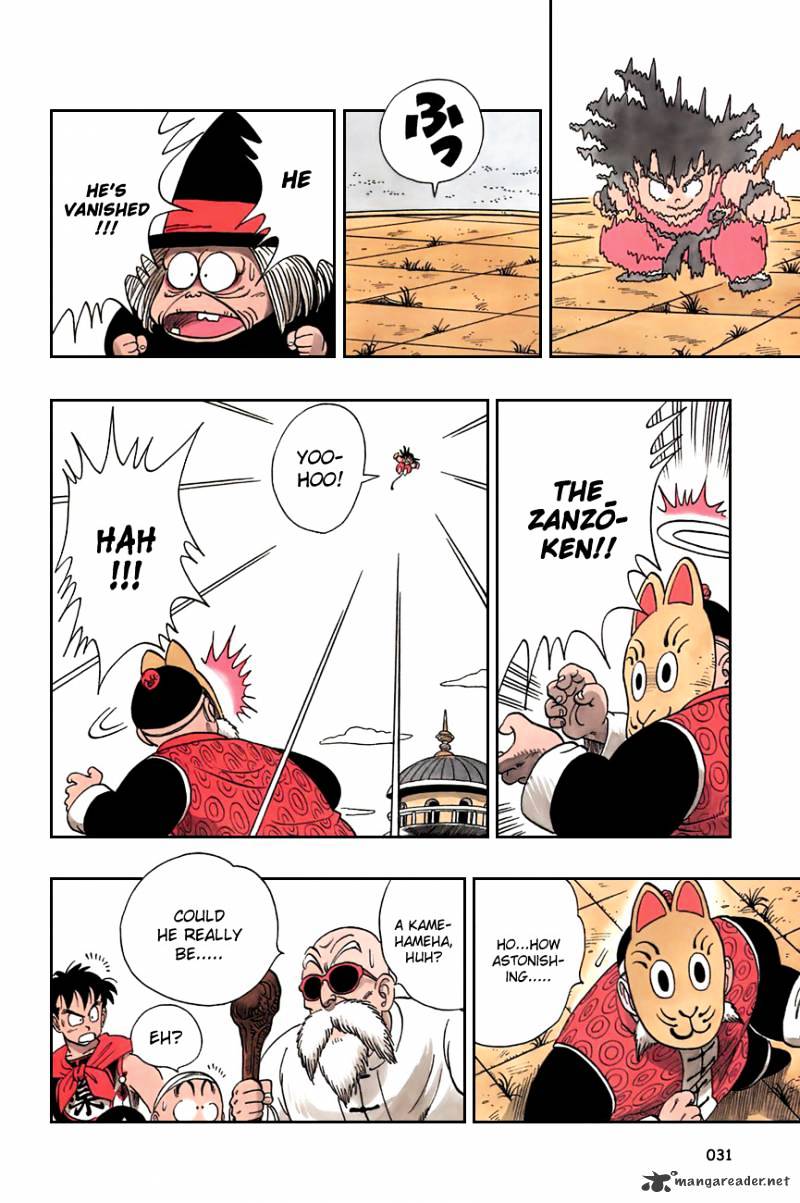 ふっ
HE
HE'S
VANISHED
!!!
THE
ZANZŌ-
KEN!!
YOO-
HOO!
HAH
!!!
HO...HOW
ASTONISH-
ING.....
A KAME-
HAMEHA,
HUH?
COULD
HE REALLY
BE.....
EH?
031
mangareader.net